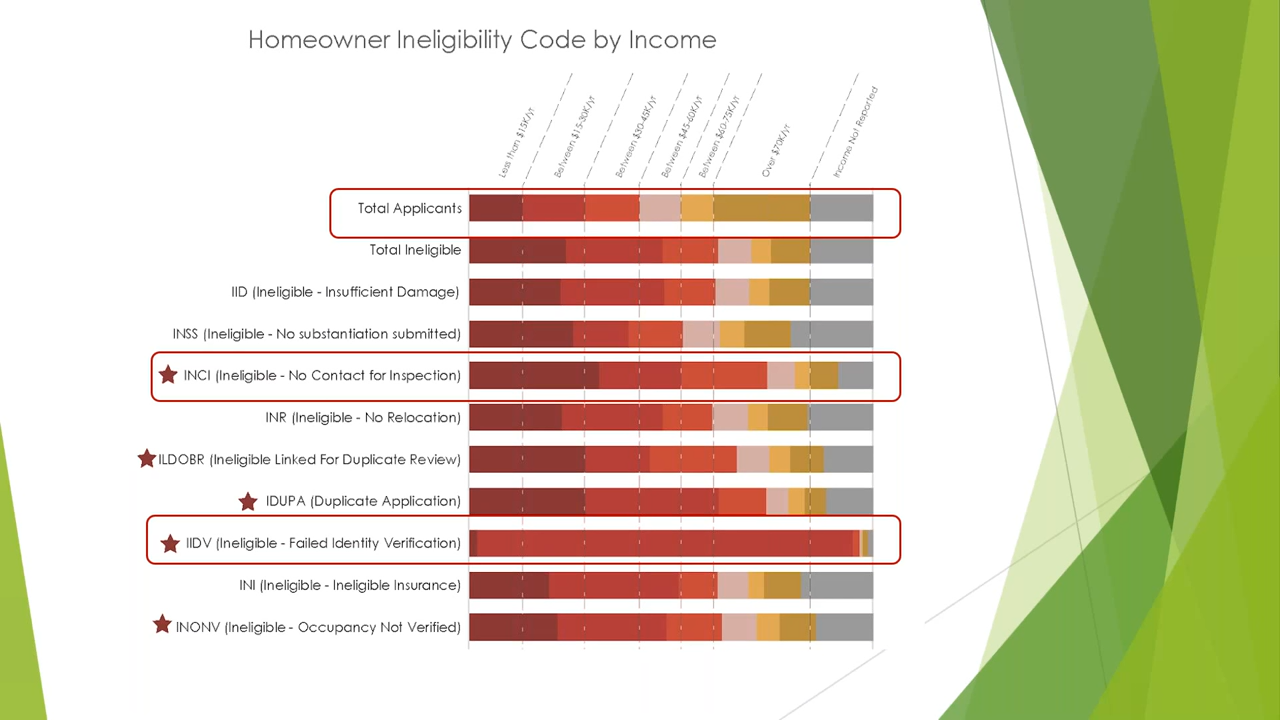 Homeowner Ineligibility Code by Income
Less than $15K/yr
Between $15-30K/yr
Between $30-45K/yr
Between $45-60K/yr
Between $60-75K/yr
Over $70K/yr
Income Not Reported
Total Applicants
Total Ineligible
IID (Ineligible - Insufficient Damage)
INSS (Ineligible - No substantiation submitted)
INCI (Ineligible - No Contact for Inspection)
INR (Ineligible - No Relocation)
ILDOBR (Ineligible Linked For Duplicate Review)
IDUPA (Duplicate Application)
IIDV (Ineligible - Failed Identity Verification)
INI (Ineligible - Ineligible Insurance)
INONV (Ineligible - Occupancy Not Verified)